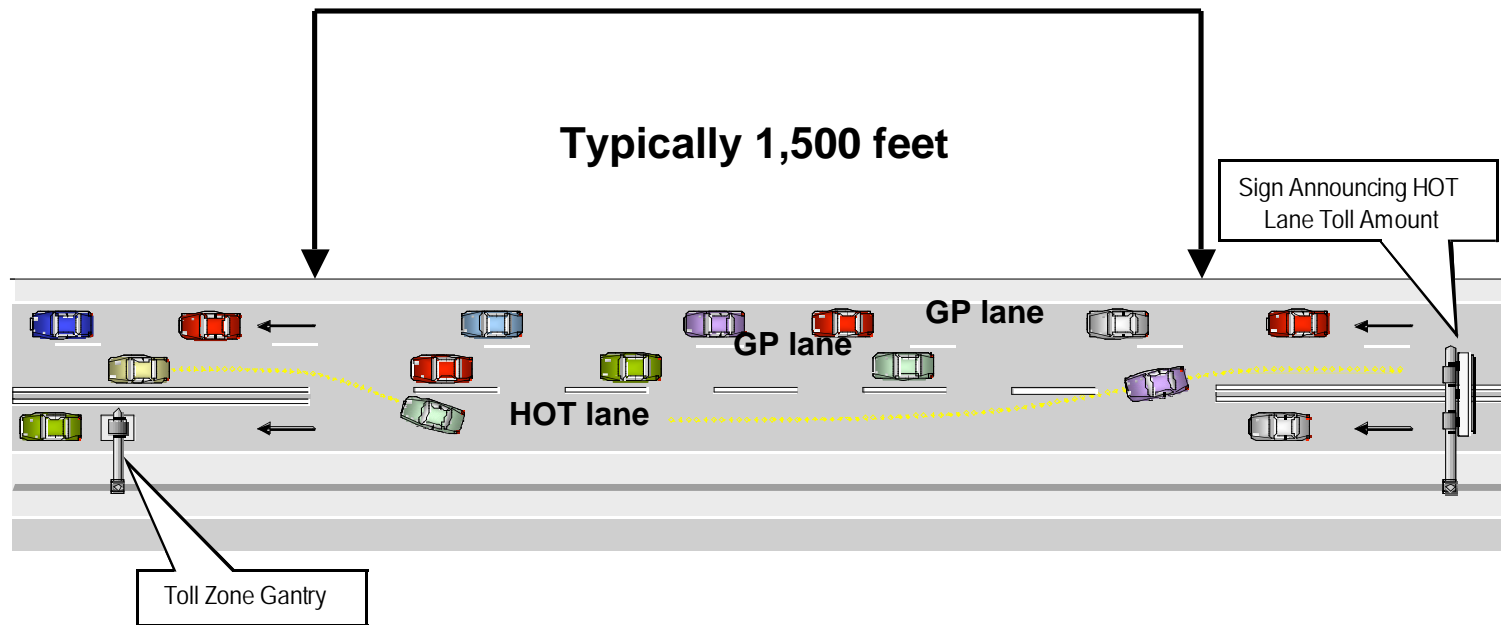 Typically 1,500 feet
Sign Announcing HOT
Lane Toll Amount
GP lane
GP lane
HOT lane
Toll Zone Gantry